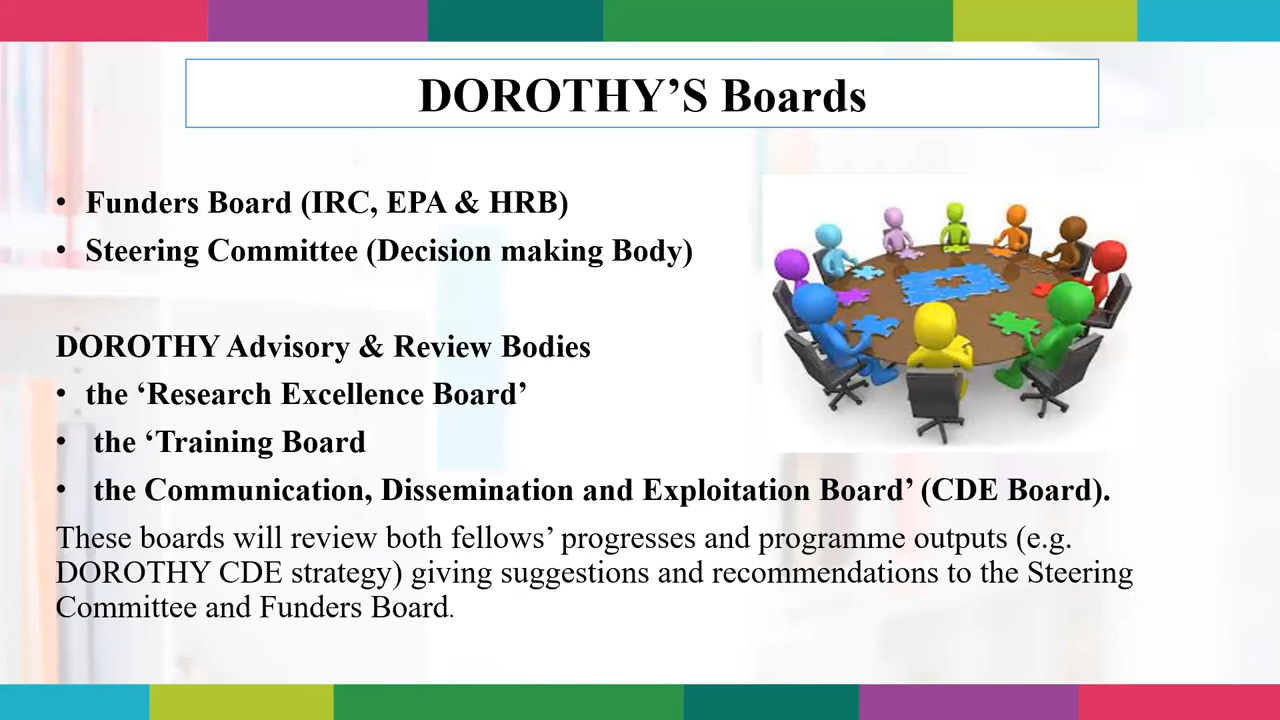 DOROTHY’S Boards
• Funders Board (IRC, EPA & HRB)
• Steering Committee (Decision making Body)
DOROTHY Advisory & Review Bodies
• the ‘Research Excellence Board’
• the ‘Training Board
• the Communication, Dissemination and Exploitation Board’ (CDE Board).
These boards will review both fellows’ progresses and programme outputs (e.g.
DOROTHY CDE strategy) giving suggestions and recommendations to the Steering
Committee and Funders Board.